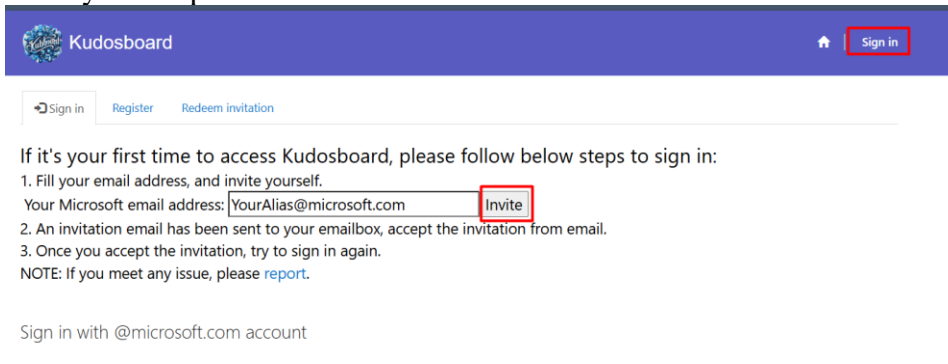 Kudosboard
Sign in
Sign in Register Redeem invitation
If it's your first time to access Kudosboard, please follow below steps to sign in:
1. Fill your email address, and invite yourself.
Your Microsoft email address: YourAlias@microsoft.com Invite
2. An invitation email has been sent to your emailbox, accept the invitation from email.
3. Once you accept the invitation, try to sign in again.
NOTE: If you meet any issue, please report.
Sign in with @microsoft.com account